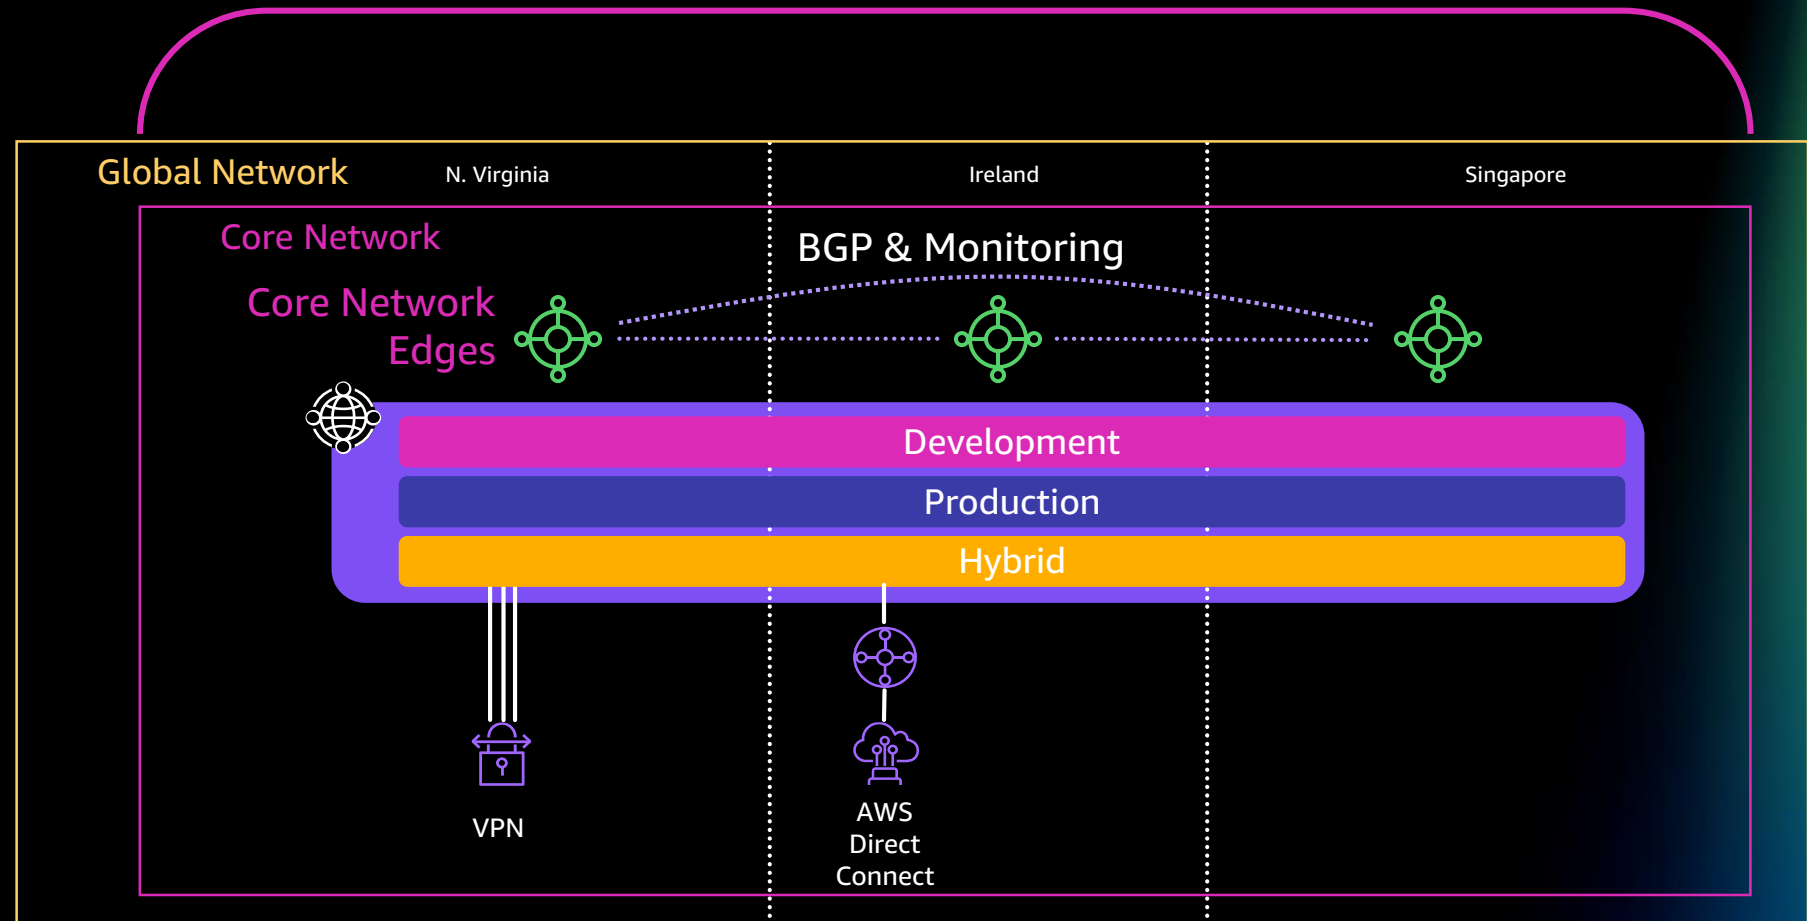 Global Network
N. Virginia
Ireland
Singapore
Core Network
BGP & Monitoring
Core Network
Edges
Development
Production
Hybrid
VPN
AWS
Direct
Connect